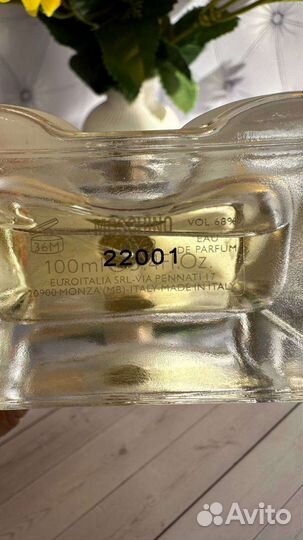 MOSCHINO
VOL 68%
36M
EAU
DE PARFUM
22001
100ml
Oz
EUROITALIA SRL-VIA PENNATI 17
20900 MONZA (MB)-ITALY MADE IN ITALY
Avito